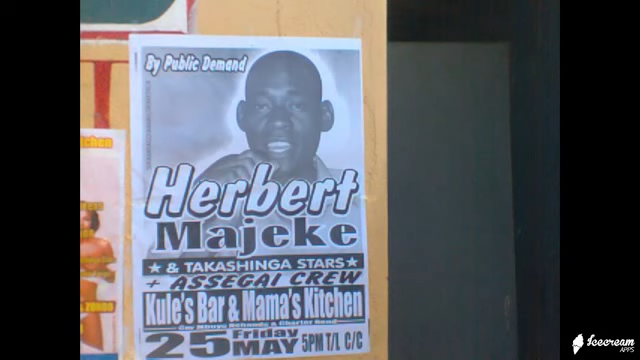 By Public Demand
Herbert
Majeke
& TAKASHINGA STARS
+ ASSEGAI CREW
Kule's Bar & Mama's Kitchen
25 Friday MAY 5PM T/L C/C
chen
Icecream
APPS